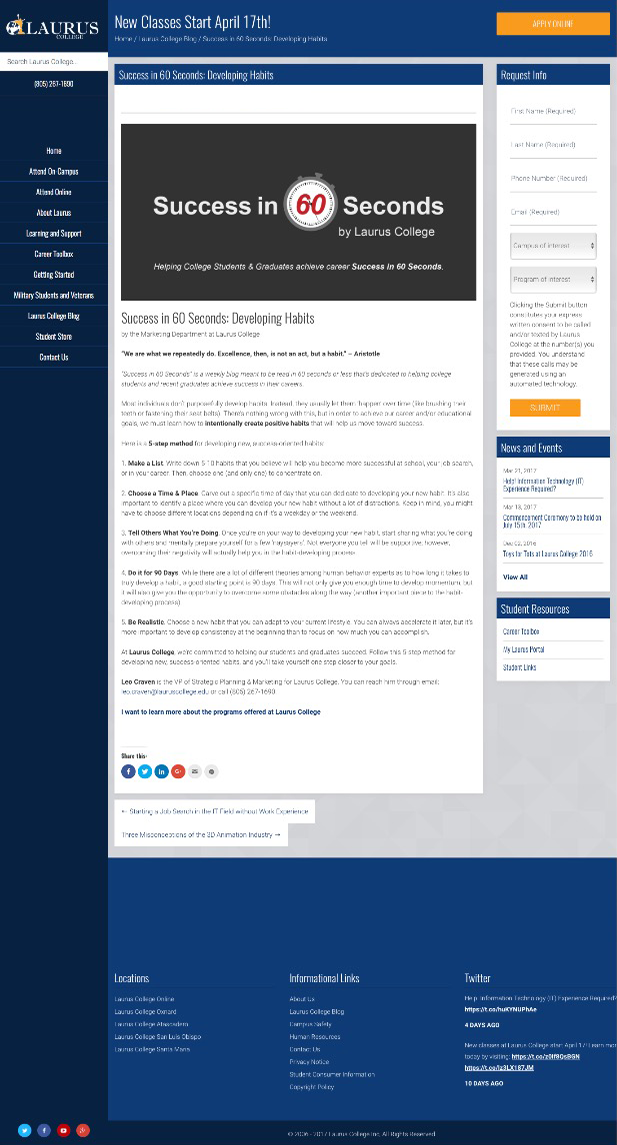 LAURUS
COLLEGE
Search Laurus College..
(805) 267-1690
Home
Attend On-Campus
Attend Online
About Laurus
Learning and Support
Career Toolbox
Getting Started
Military Students and Veterans
Laurus College Blog
Student Store
Contact Us
New Classes Start April 17th!
Home / Laurus College Blog / Success in 60 Seconds: Developing Habits
APPLY ONLINE
Success in 60 Seconds: Developing Habits
Success in 60 Seconds
by Laurus College
Helping College Students & Graduates achieve career Success in 60 Seconds.
Success in 60 Seconds: Developing Habits
by the Marketing Department at Laurus College
"We are what we repeatedly do. Excellence, then, is not an act, but a habit." – Aristotle
"Success in 60 Seconds" is a weekly blog meant to be read in 60 seconds or less that's dedicated to helping college
students and recent graduates achieve success in their careers.
Most individuals don't purposefully develop habits. Instead, they usually let them 'happen' over time (like brushing their
teeth or fastening their seat belts). There's nothing wrong with this, but in order to achieve our career and/or educational
goals, we must learn how to intentionally create positive habits that will help us move toward success.
Here is a 5-step method for developing new, success-oriented habits:
1. Make a List. Write down 5-10 habits that you believe will help you become more successful at school, your job search,
or in your career. Then, choose one (and only one) to concentrate on.
2. Choose a Time & Place. Carve out a specific time of day that you can dedicate to developing your new habit. It's also
important to identify a place where you can develop your new habit without a lot of distractions. Keep in mind, you might
have to choose different locations depending on if it's a weekday or the weekend.
3. Tell Others What You're Doing. Once you're on your way to developing your new habit, start sharing what you're doing
with others and mentally prepare yourself for a few 'naysayers'. Not everyone you tell will be supportive, however,
overcoming their negativity will actually help you in the habit-developing process.
4. Do it for 90 Days. While there are a lot of different theories among human behavior experts as to how long it takes to
truly develop a habit, a good starting point is 90 days. This will not only give you enough time to develop momentum, but
it will also give you the opportunity to overcome some obstacles along the way (another important piece to the habit-
developing process).
5. Be Realistic. Choose a new habit that you can adapt to your current lifestyle. You can always accelerate it later, but it's
more important to develop consistency at the beginning than to focus on how much you can accomplish.
At Laurus College, we're committed to helping our students and graduates succeed. Follow this 5 step method for
developing new, success-oriented habits, and you'll take yourself one step closer to your goals.
Leo Craven is the VP of Strategic Planning & Marketing for Laurus College. You can reach him through email:
leo.craven@lauruscollege.edu or call (805) 267-1690.
I want to learn more about the programs offered at Laurus College
Share this:
← Starting a Job Search in the IT Field without Work Experience
Three Misconceptions of the 3D Animation Industry →
Request Info
First Name (Required)
Last Name (Required)
Phone Number (Required)
Email (Required)
Campus of interest
Program of interest
Clicking the Submit button
constitutes your express
written consent to be called
and/or texted by Laurus
College at the number(s) you
provided. You understand
that these calls may be
generated using an
automated technology.
SUBMIT
News and Events
Mar 21, 2017
Help! Information Technology (IT)
Experience Required?
Mar 13, 2017
Commencement Ceremony to be held on
July 15th, 2017
Dec 02, 2016
Toys for Tots at Laurus College 2016
View All
Student Resources
Career Toolbox
My Laurus Portal
Student Links
Locations
Laurus College Online
Laurus College Oxnard
Laurus College Atascadero
Laurus College San Luis Obispo
Laurus College Santa Maria
Informational Links
About Us
Laurus College Blog
Campus Safety
Human Resources
Contact Us
Privacy Notice
Student Consumer Information
Copyright Policy
Twitter
Help. Information Technology (IT) Experience Required?
https://t.co/huKYNUPhAe
4 DAYS AGO
New classes at Laurus College start April 17! Learn mor
today by visiting:
10 DAYS AGO
© 2006 - 2017 Laurus College Inc, All Rights Reserved